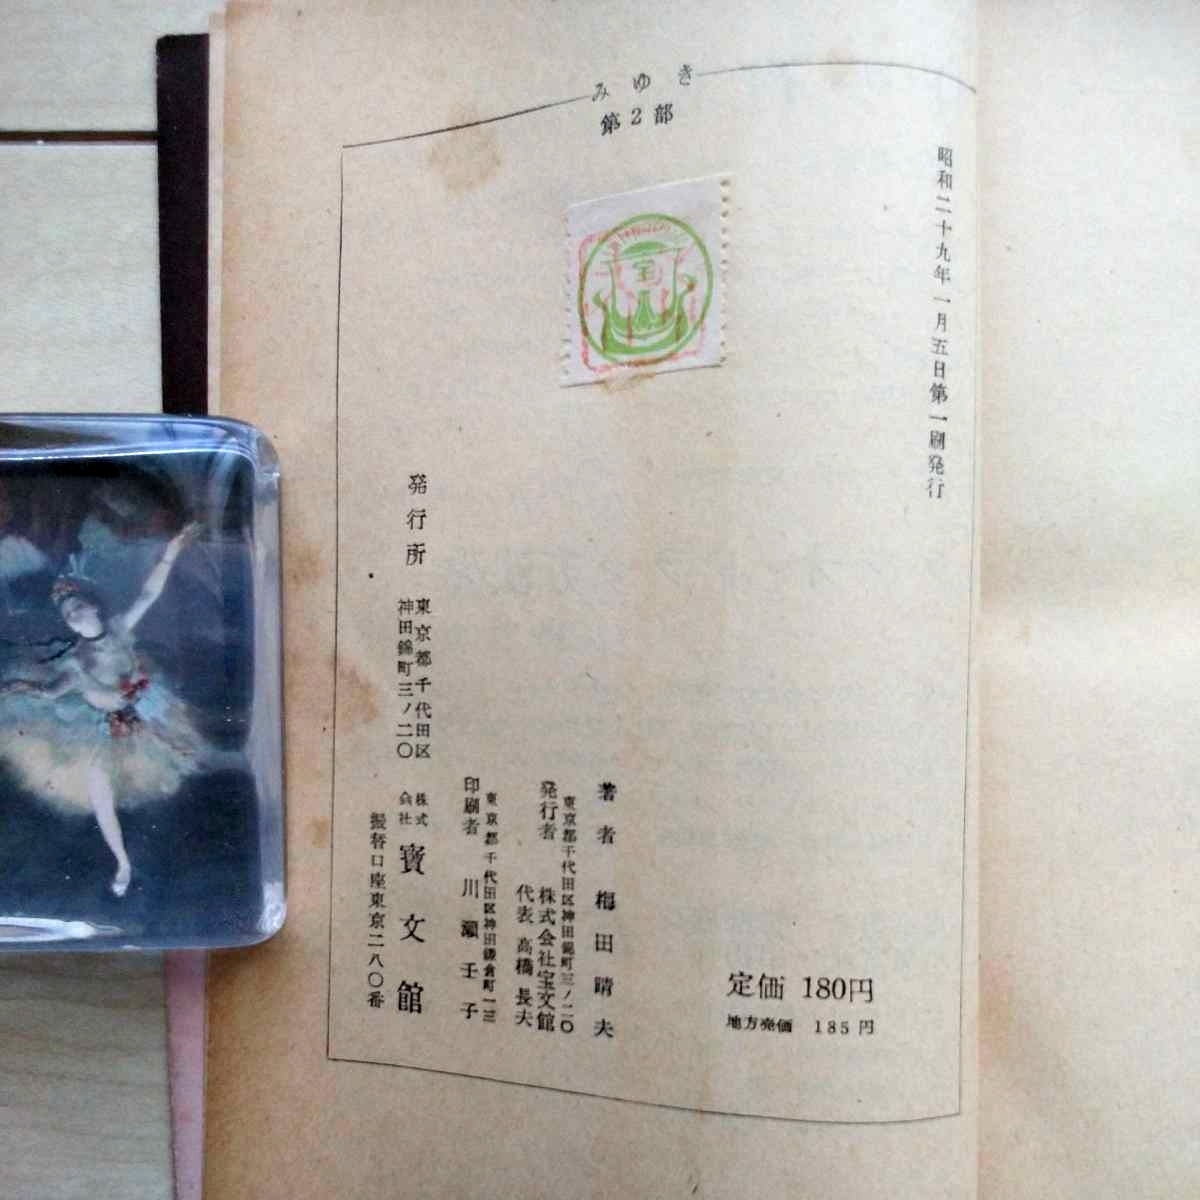 みゆき
第2部
昭和二十九年一月五日第一刷発行
定価 180円
地方売価 185円
著者 梅田晴夫
東京都千代田区神田錦町三ノ二〇
発行者 株式会社宝文館
代表 高橋長夫
東京都千代田区神田鎌倉町一三
印刷者 川瀬壬子
発行所
東京都千代田区
神田錦町三ノ二〇
株式
会社
寶文館
振替口座東京二八〇番
宝